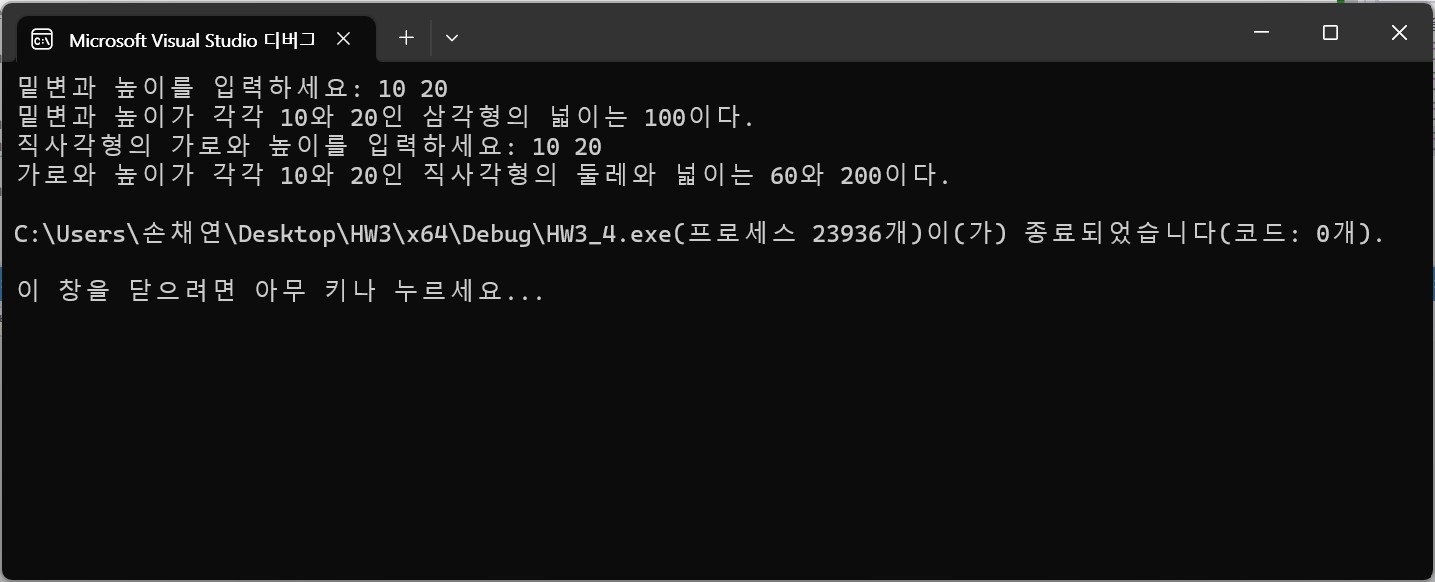 Microsoft Visual Studio 디버그
밑변과 높이를 입력하세요: 10 20
밑변과 높이가 각각 10와 20인 삼각형의 넓이는 100이다.
직사각형의 가로와 높이를 입력하세요: 10 20
가로와 높이가 각각 10와 20인 직사각형의 둘레와 넓이는 60와 200이다.
C:\Users\손채연\Desktop\HW3\x64\Debug\HW3_4.exe(프로세스 23936개)이(가) 종료되었습니다(코드: 0개).
이 창을 닫으려면 아무 키나 누르세요...